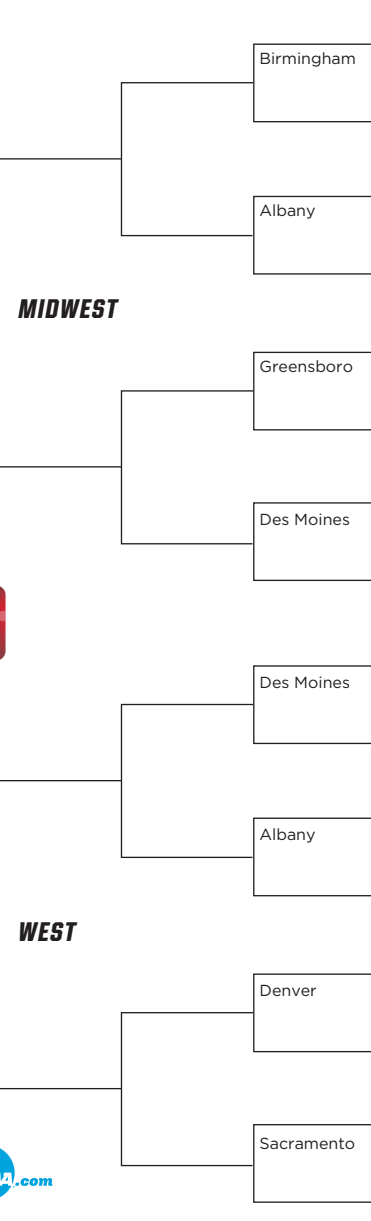 Birmingham
Albany
MIDWEST
Greensboro
Des Moines
Des Moines
Albany
WEST
Denver
Sacramento
.com